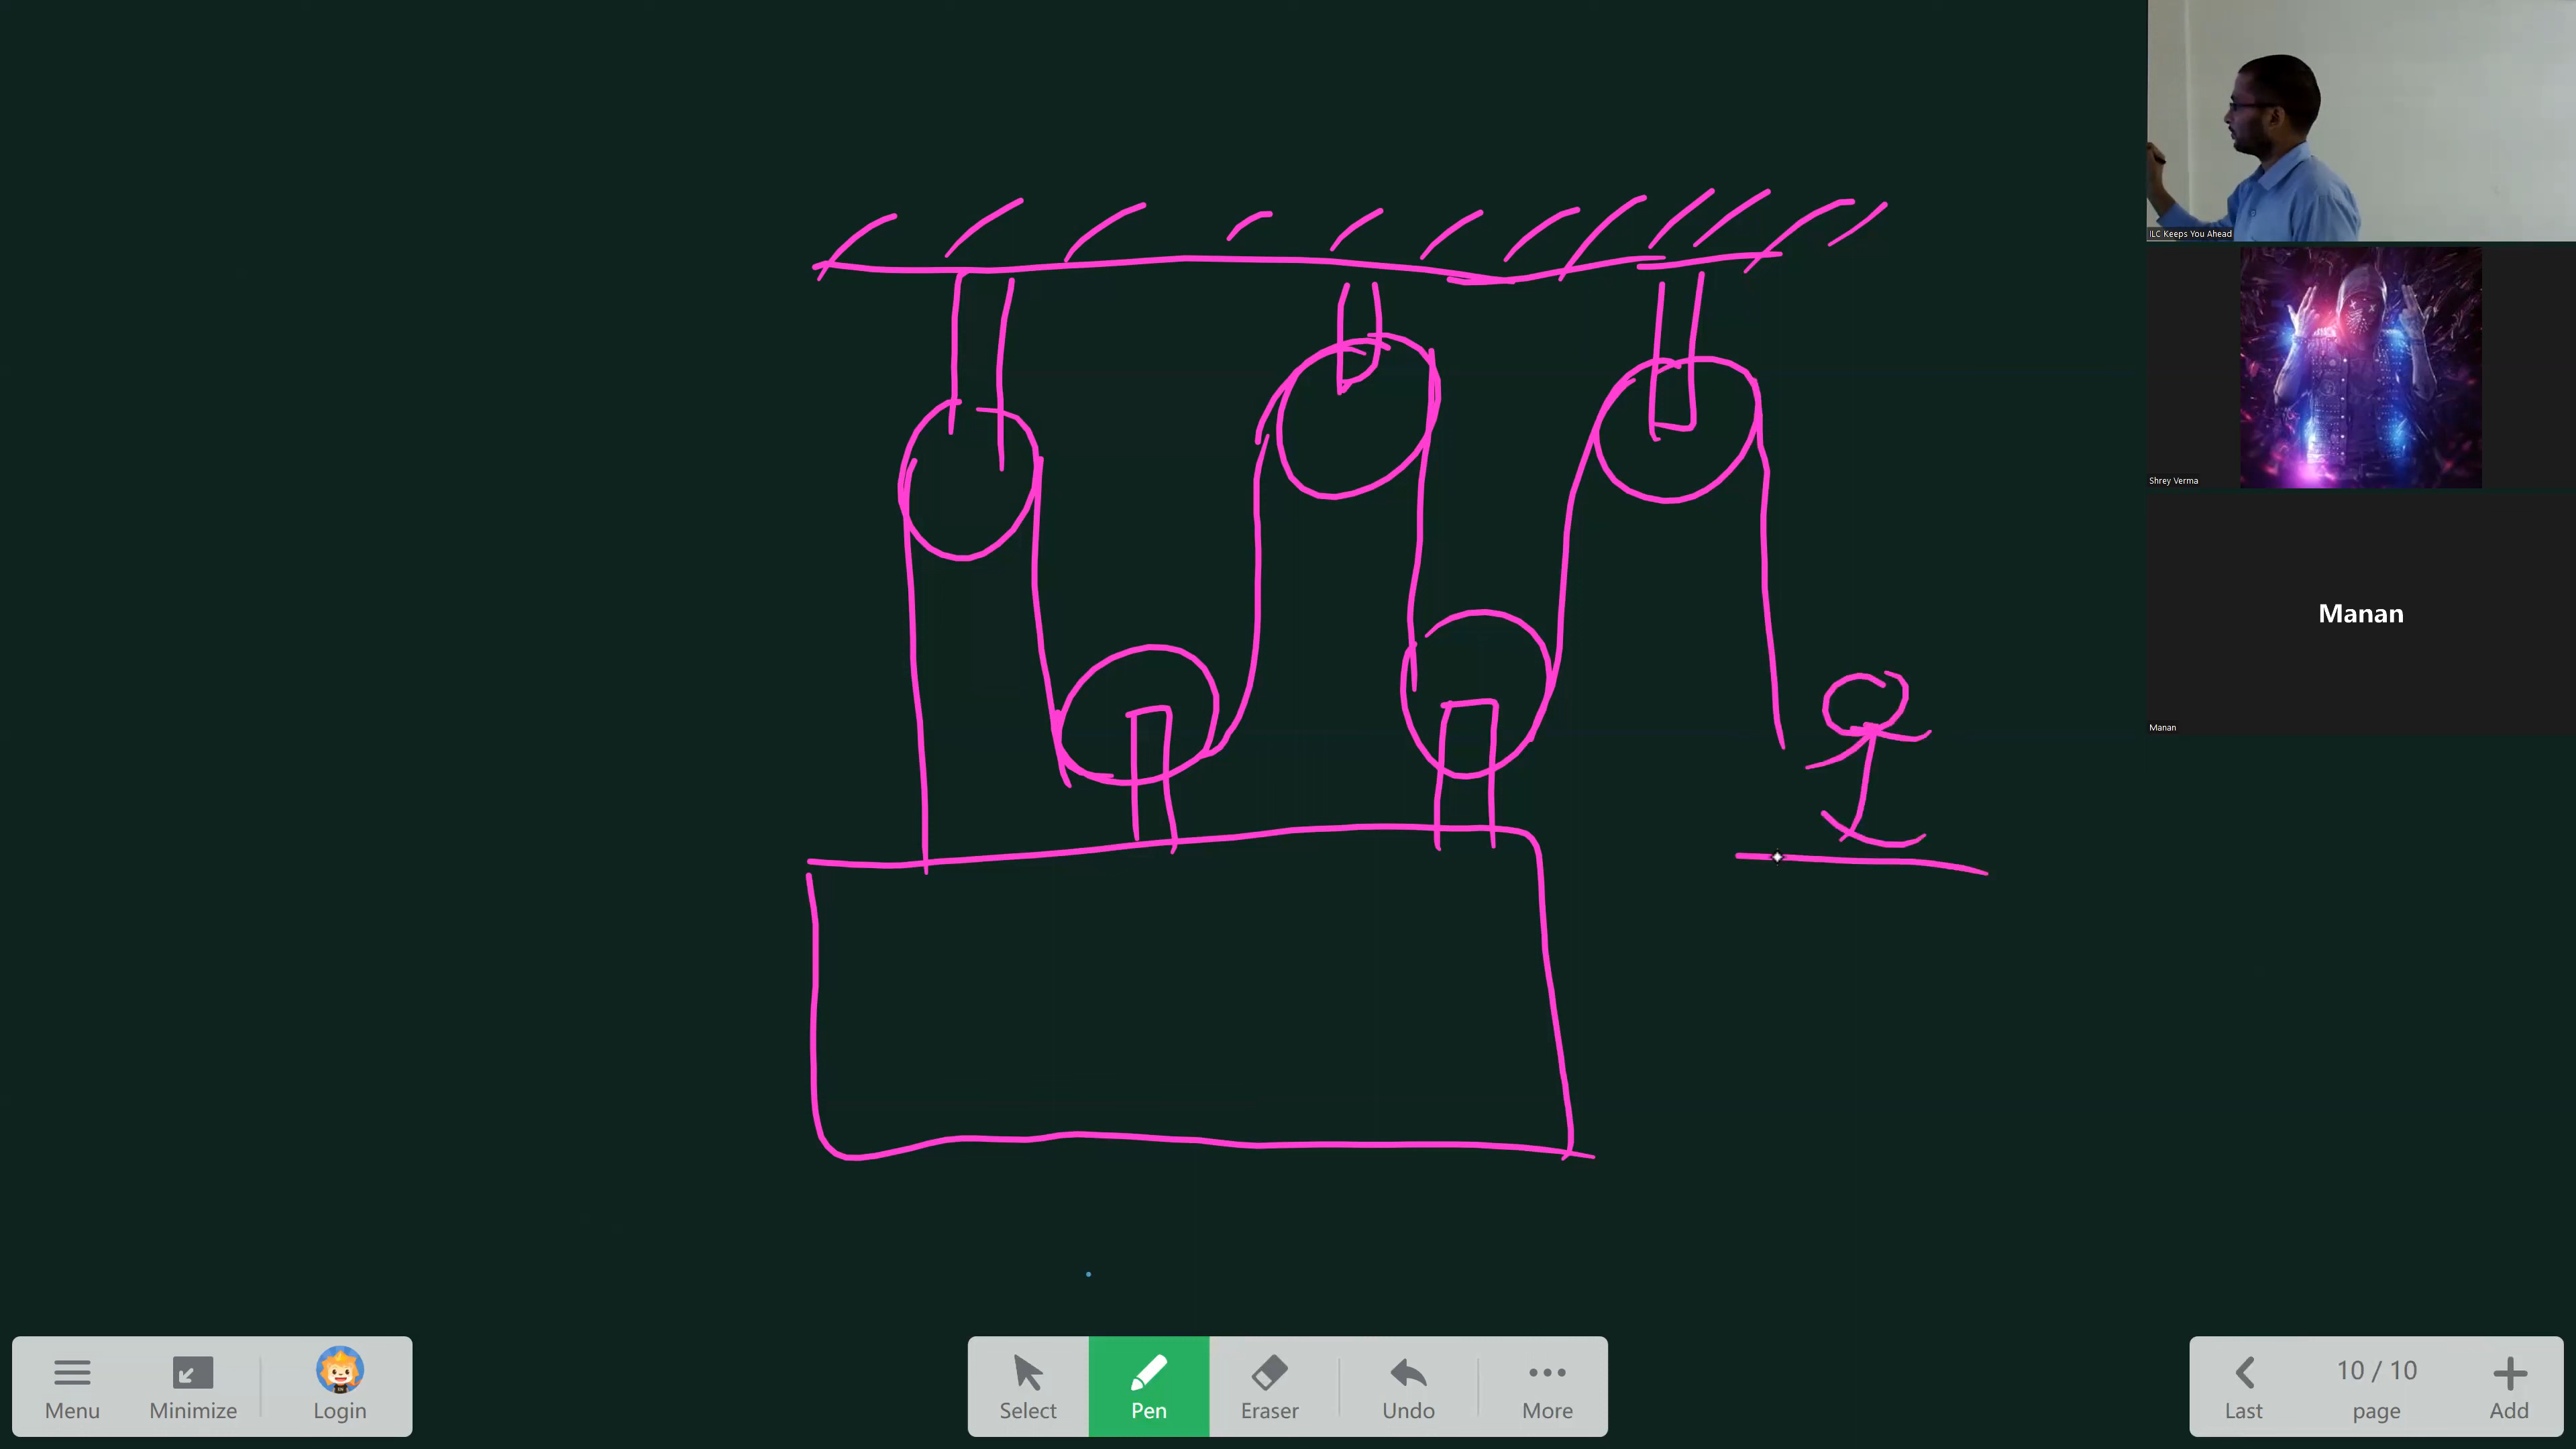 ILC Keeps You Ahead
Shrey Verma
Manan
Manan
Menu
Minimize
Login
Select
Pen
Eraser
Undo
More
Last
10 / 10
page
Add